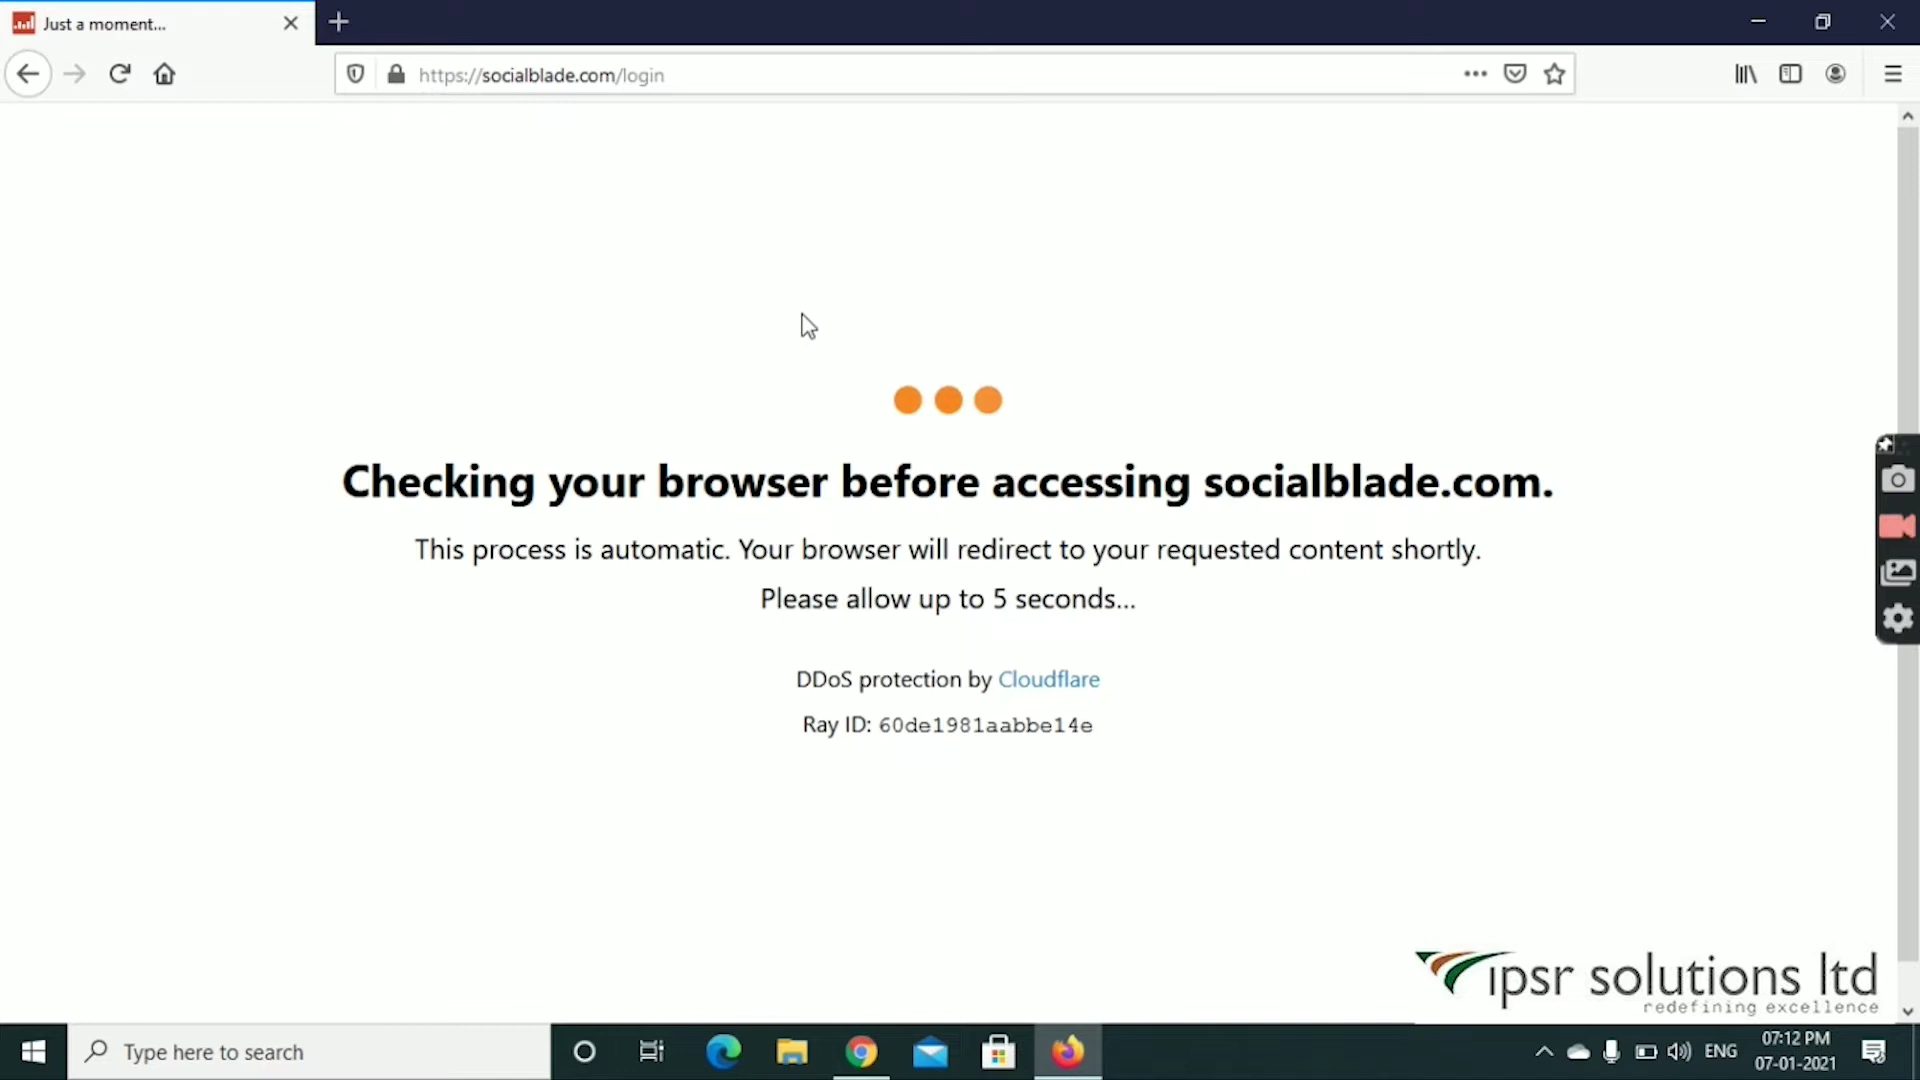 Just a moment...
https://socialblade.com/login
Checking your browser before accessing socialblade.com.
This process is automatic. Your browser will redirect to your requested content shortly.
Please allow up to 5 seconds...
DDoS protection by Cloudflare
Ray ID: 60de1981aabbe14e
ipsr solutions ltd
redefining excellence
Type here to search
ENG
07:12 PM
07-01-2021